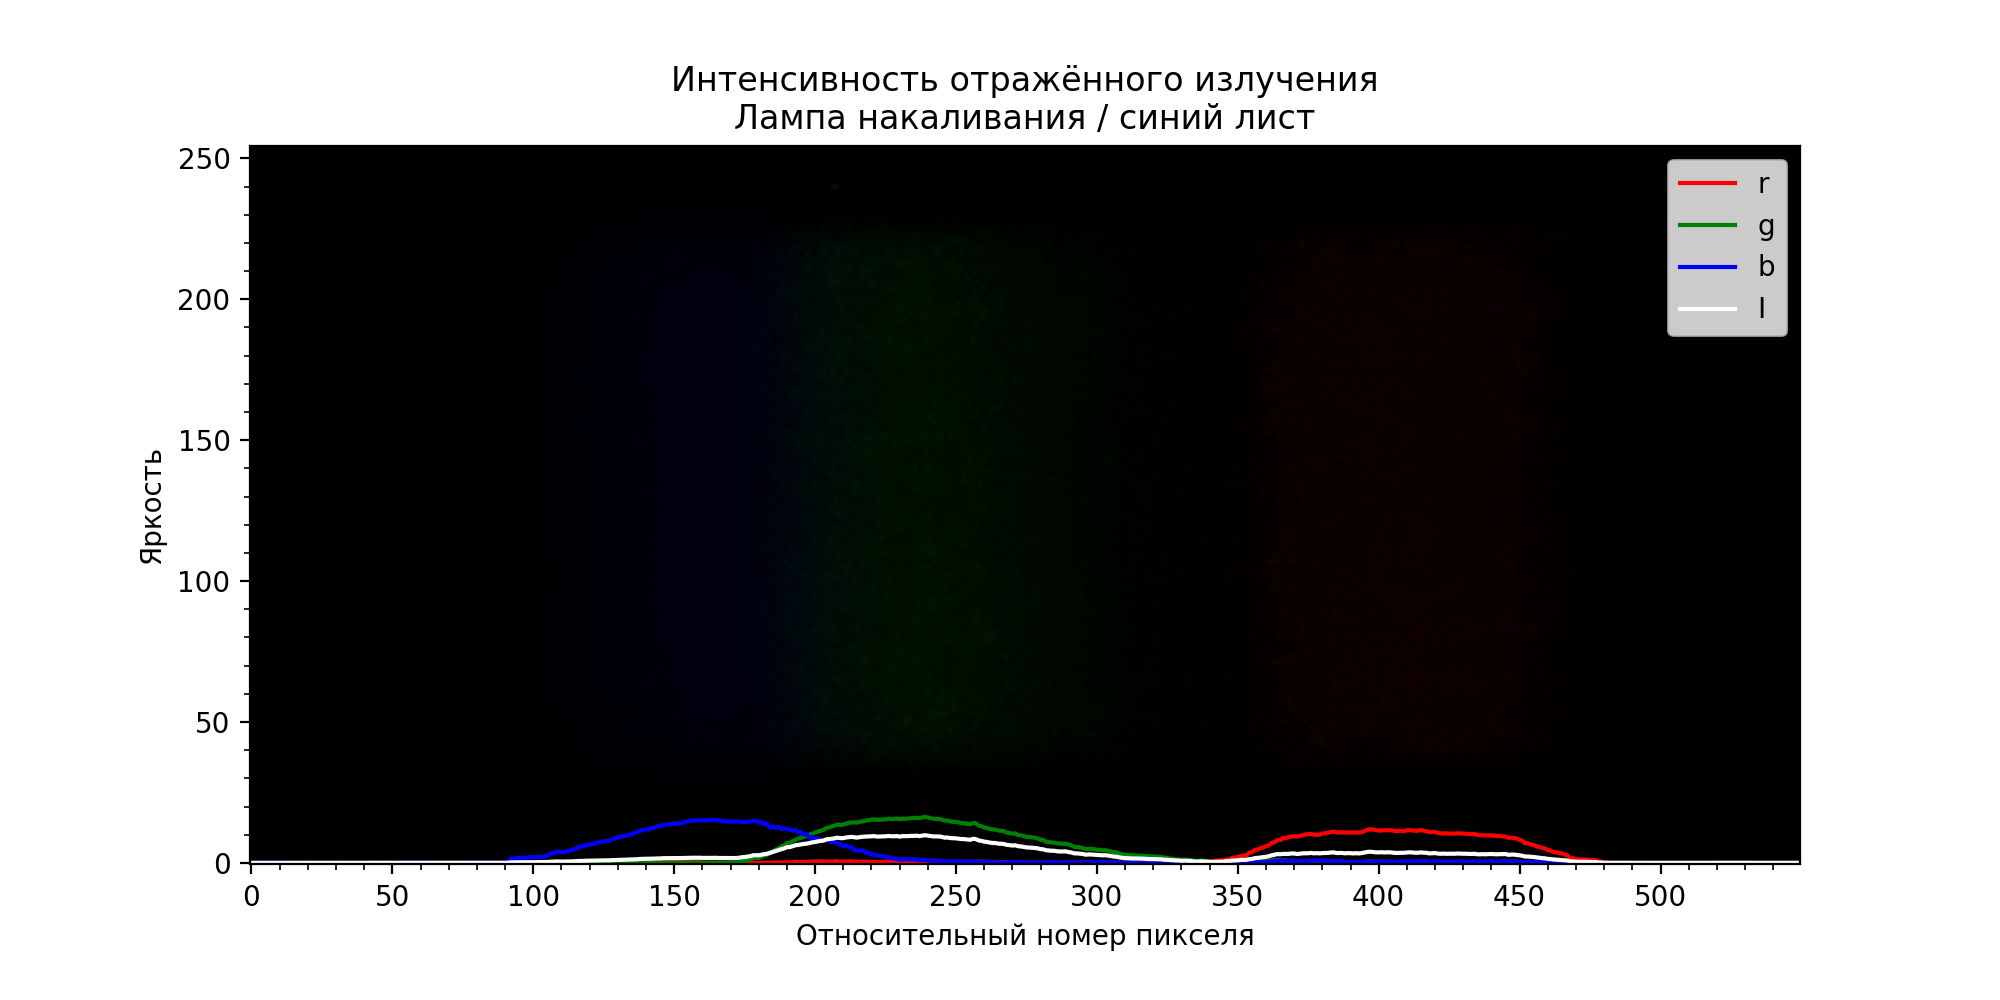 Интенсивность отражённого излучения
Лампа накаливания / синий лист
250
200
150
100
50
0
Яркость
r
g
b
l
0 50 100 150 200 250 300 350 400 450 500
Относительный номер пикселя